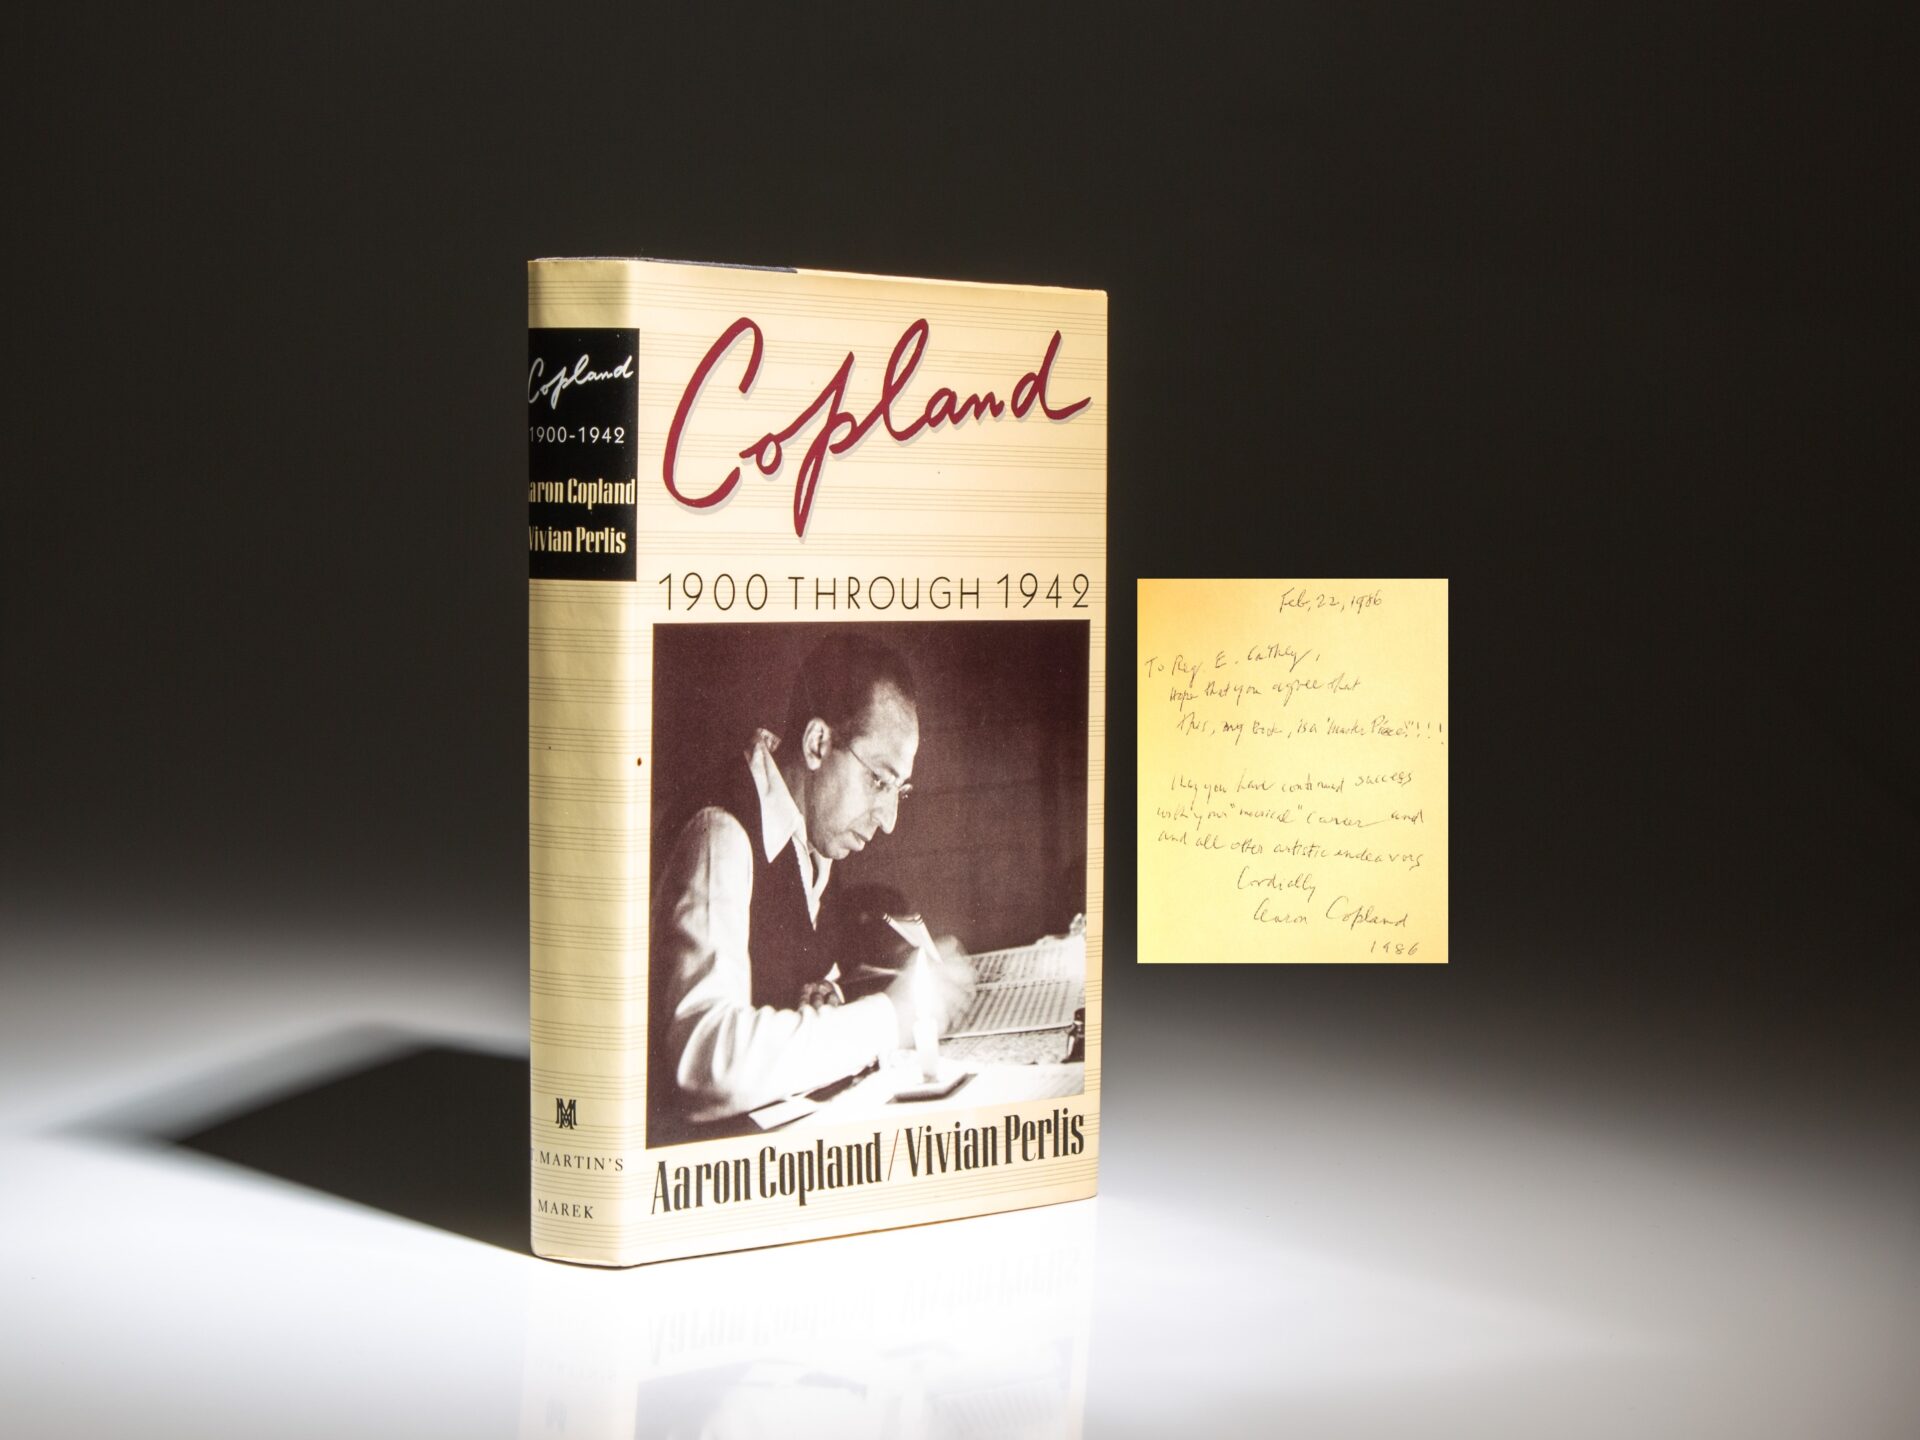 Copland
1900-1942
Aaron Copland
Vivian Perlis
MARTIN'S
MAREK
Copland
1900 THROUGH 1942
Aaron Copland / Vivian Perlis
Feb, 22, 1986
To Reg. E. Cathey,
Hope that you agree that
this, my book, is a "Master Piece"!!!
May you have continued success
with your "musical" career and
and all other artistic endeavors
Cordially
Aaron Copland
1986